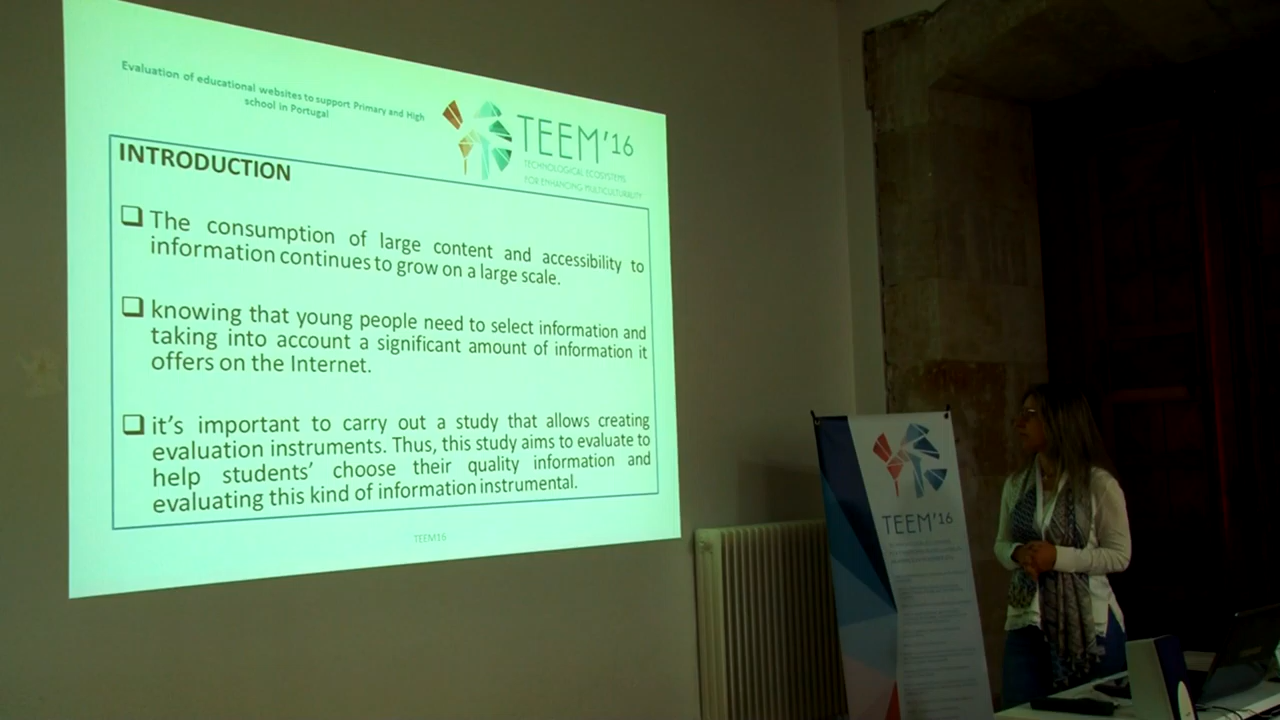 Evaluation of educational websites to support Primary and High
school in Portugal
TEEM'16
TECHNOLOGICAL ECOSYSTEMS
FOR ENHANCING MULTICULTURALITY
INTRODUCTION
The consumption of large content and accessibility to
information continues to grow on a large scale.
knowing that young people need to select information and
taking into account a significant amount of information it
offers on the Internet.
it's important to carry out a study that allows creating
evaluation instruments. Thus, this study aims to evaluate to
help students' choose their quality information and
evaluating this kind of information instrumental.
TEEM16
TEEM'16